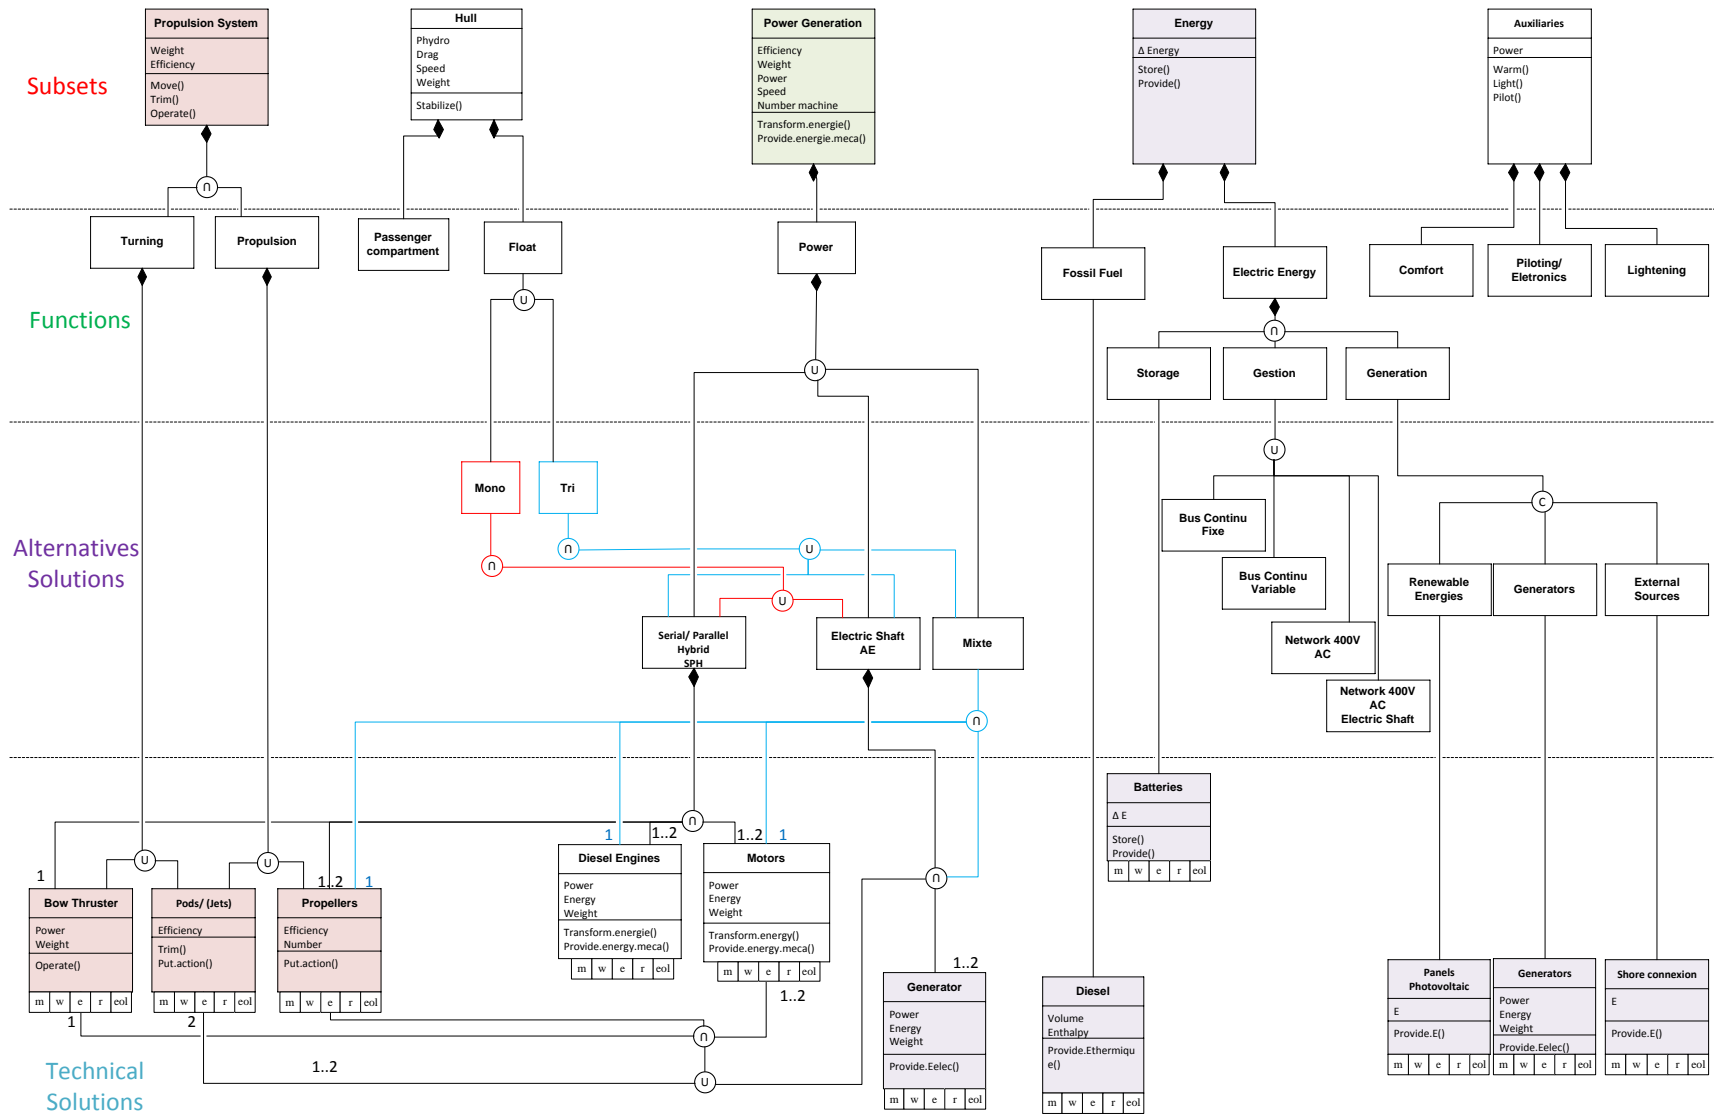 Subsets
Propulsion System
Weight
Efficiency
Move()
Trim()
Operate()
Hull
Phydro
Drag
Speed
Weight
Stabilize()
Power Generation
Efficiency
Weight
Power
Speed
Number machine
Transform.energie()
Provide.energie.meca()
Energy
Δ Energy
Store()
Provide()
Auxiliaries
Power
Warm()
Light()
Pilot()
∩
Functions
Turning
Propulsion
Passenger
compartment
Float
Power
Fossil Fuel
Electric Energy
Comfort
Piloting/
Eletronics
Lightening
U
∩
U
Storage
Gestion
Generation
Alternatives
Solutions
U
Mono
Tri
C
Bus Continu
Fixe
∩
U
∩
U
Bus Continu
Variable
Renewable
Energies
Generators
External
Sources
Serial/ Parallel
Hybrid
SPH
Electric Shaft
AE
Mixte
Network 400V
AC
Network 400V
AC
Electric Shaft
∩
Technical
Solutions
∩
1
1..2
1..2
1
U
U
1
1..2
1
∩
Bow Thruster
Power
Weight
Operate()
m w e r eol
Pods/ (Jets)
Efficiency
Trim()
Put.action()
m w e r eol
Propellers
Efficiency
Number
Put.action()
m w e r eol
Diesel Engines
Power
Energy
Weight
Transform.energie()
Provide.energy.meca()
m w e r eol
Motors
Power
Energy
Weight
Transform.energy()
Provide.energy.meca()
m w e r eol
Batteries
Δ E
Store()
Provide()
m w e r eol
1
2
1..2
1..2
1..2
∩
U
Generator
Power
Energy
Weight
Provide.Eelec()
m w e r eol
Diesel
Volume
Enthalpy
Provide.Ethermiqu
e()
m w e r eol
Panels
Photovoltaic
E
Provide.E()
m w e r eol
Generators
Power
Energy
Weight
Provide.Eelec()
m w e r eol
Shore connexion
E
Provide.E()
m w e r eol